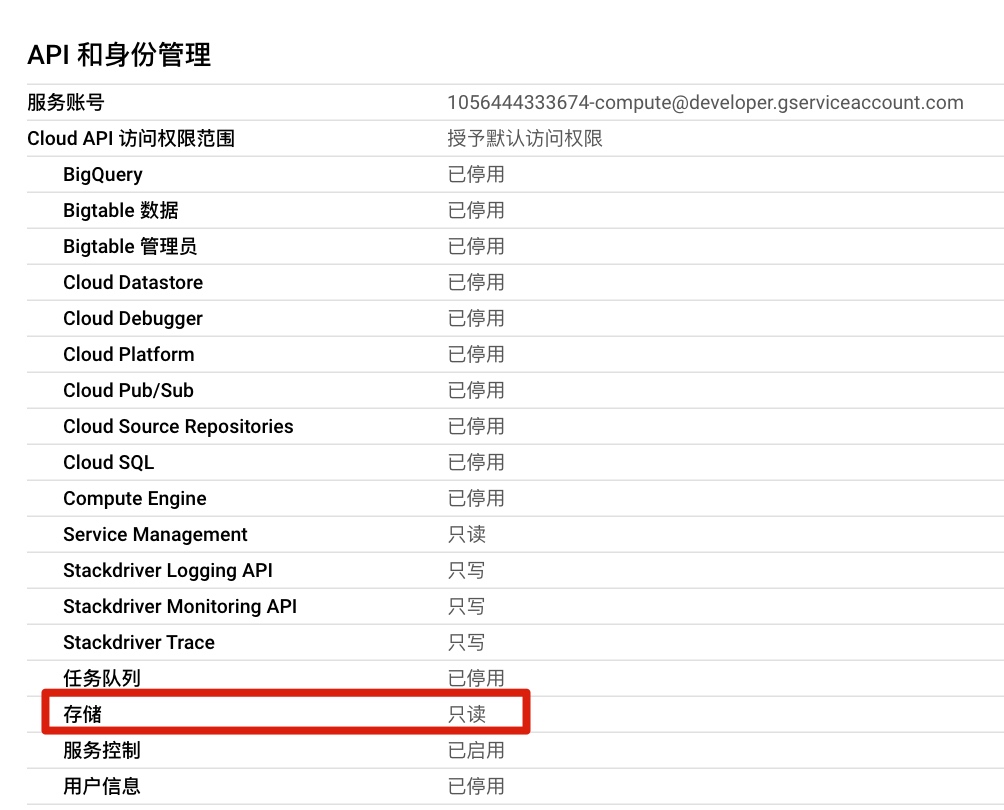 API 和身份管理
服务账号 1056444333674-compute@developer.gserviceaccount.com
Cloud API 访问权限范围 授予默认访问权限
BigQuery 已停用
Bigtable 数据 已停用
Bigtable 管理员 已停用
Cloud Datastore 已停用
Cloud Debugger 已停用
Cloud Platform 已停用
Cloud Pub/Sub 已停用
Cloud Source Repositories 已停用
Cloud SQL 已停用
Compute Engine 已停用
Service Management 只读
Stackdriver Logging API 只写
Stackdriver Monitoring API 只写
Stackdriver Trace 只写
任务队列 已停用
存储 只读
服务控制 已启用
用户信息 已停用